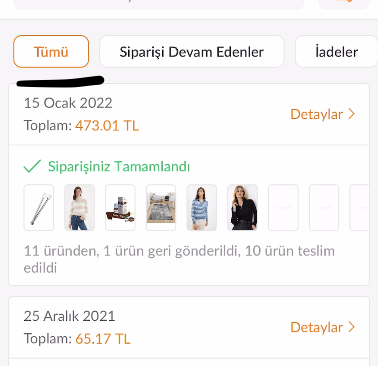 Tümü
Siparişi Devam Edenler
İadeler
15 Ocak 2022
Toplam: 473.01 TL
Detaylar >
Siparişiniz Tamamlandı
11 üründen, 1 ürün geri gönderildi, 10 ürün teslim
edildi
25 Aralık 2021
Toplam: 65.17 TL
Detaylar >